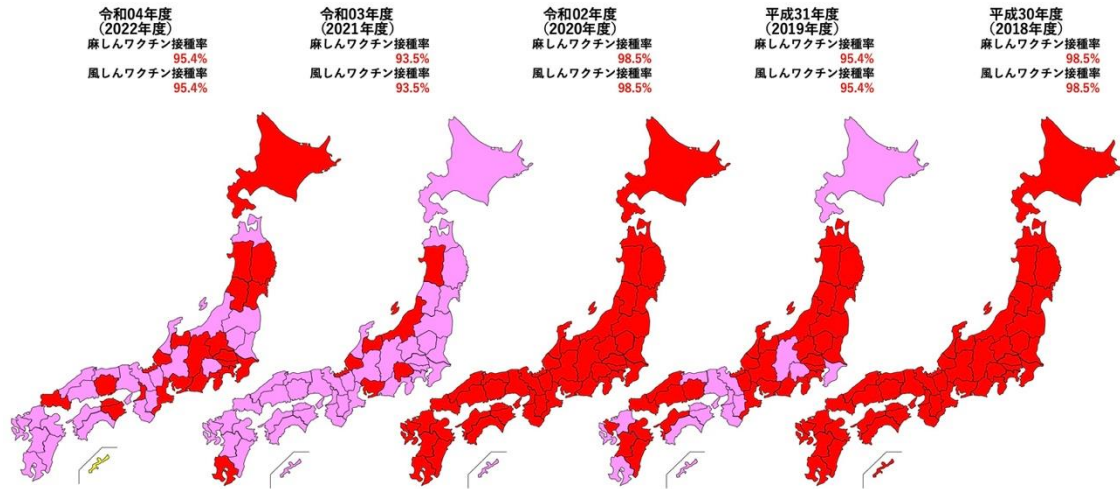 令和04年度
(2022年度)
麻しんワクチン接種率
95.4%
風しんワクチン接種率
95.4%
令和03年度
(2021年度)
麻しんワクチン接種率
93.5%
風しんワクチン接種率
93.5%
令和02年度
(2020年度)
麻しんワクチン接種率
98.5%
風しんワクチン接種率
98.5%
平成31年度
(2019年度)
麻しんワクチン接種率
95.4%
風しんワクチン接種率
95.4%
平成30年度
(2018年度)
麻しんワクチン接種率
98.5%
風しんワクチン接種率
98.5%